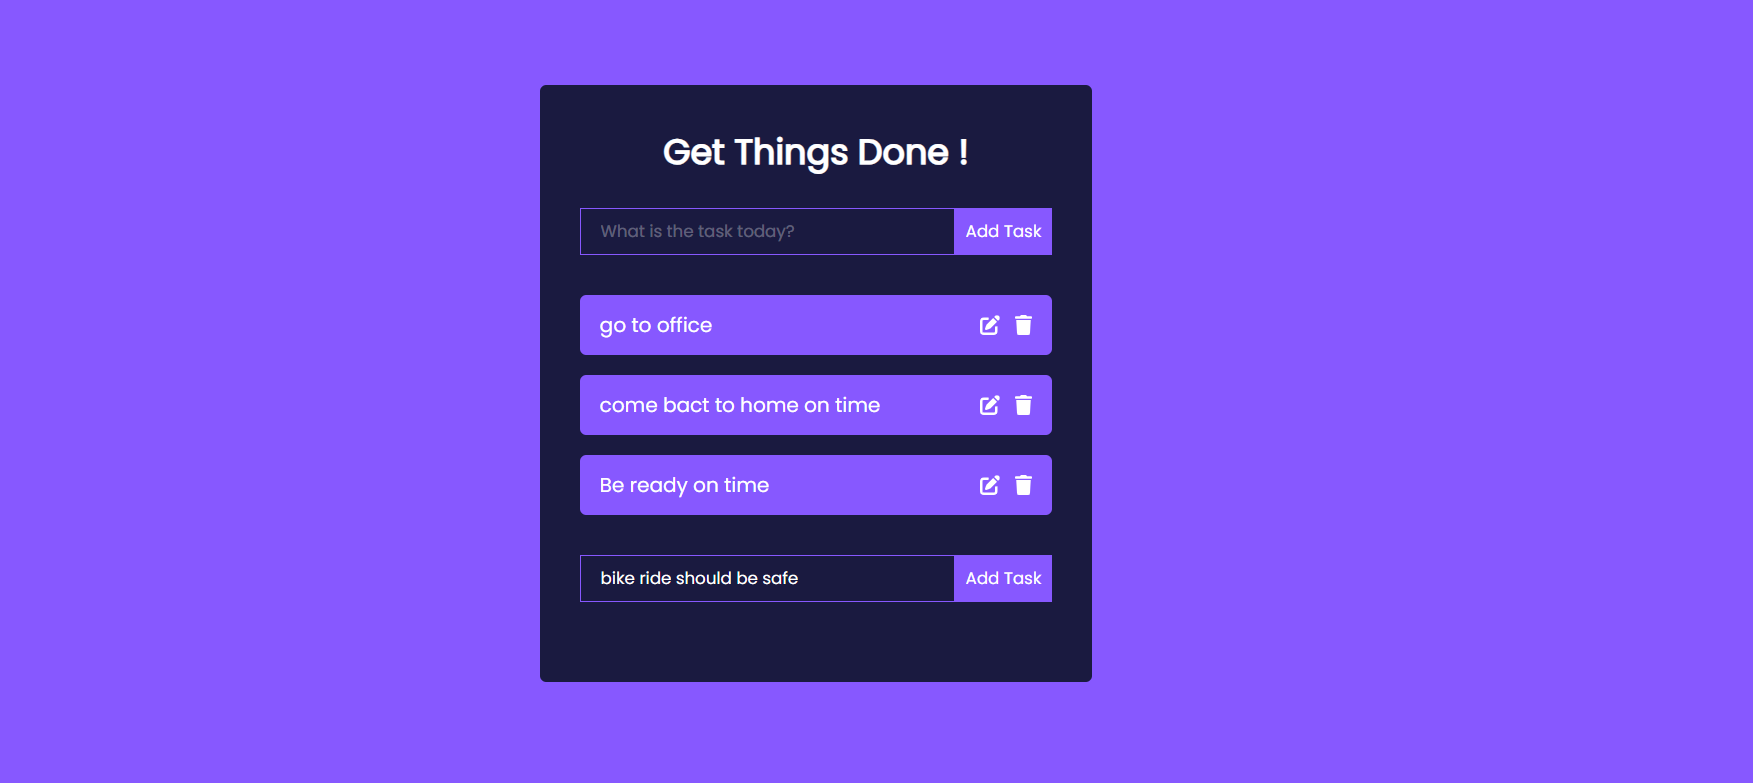 Get Things Done !
What is the task today?
Add Task
go to office
come bact to home on time
Be ready on time
bike ride should be safe
Add Task